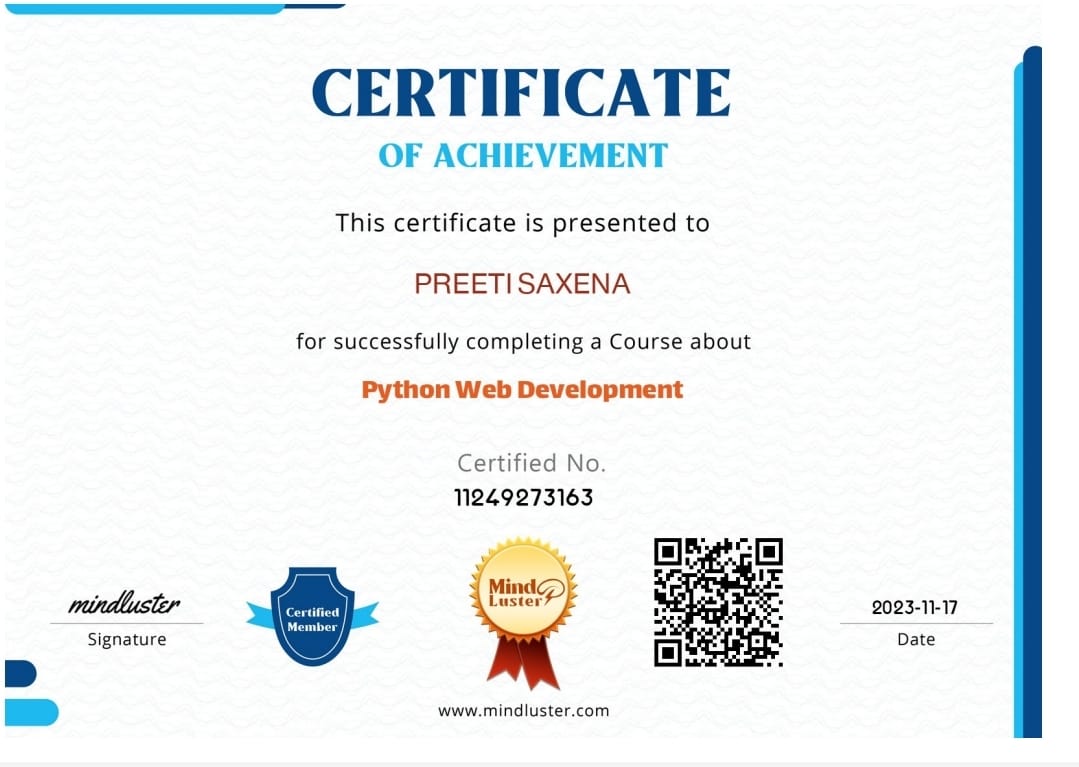 CERTIFICATE
OF ACHIEVEMENT
This certificate is presented to
PREETI SAXENA
for successfully completing a Course about
Python Web Development
Certified No.
11249273163
mindluster
Signature
Certified
Member
Mind
Luster
2023-11-17
Date
www.mindluster.com